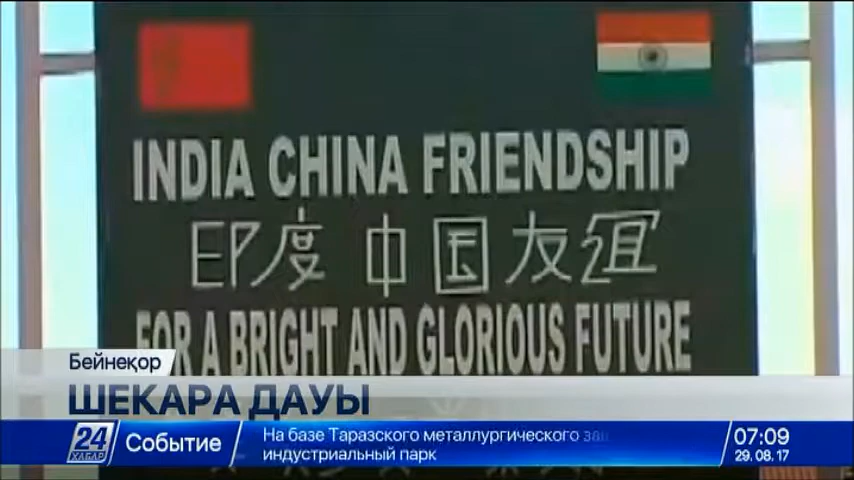 INDIA CHINA FRIENDSHIP
印度 中国 友谊
FOR A BRIGHT AND GLORIOUS FUTURE
Бейнеқор
ШЕКАРА ДАУЫ
24
ХАБАР
Событие
На базе Таразского металлургического
индустриальный парк
07:09
29.08.17